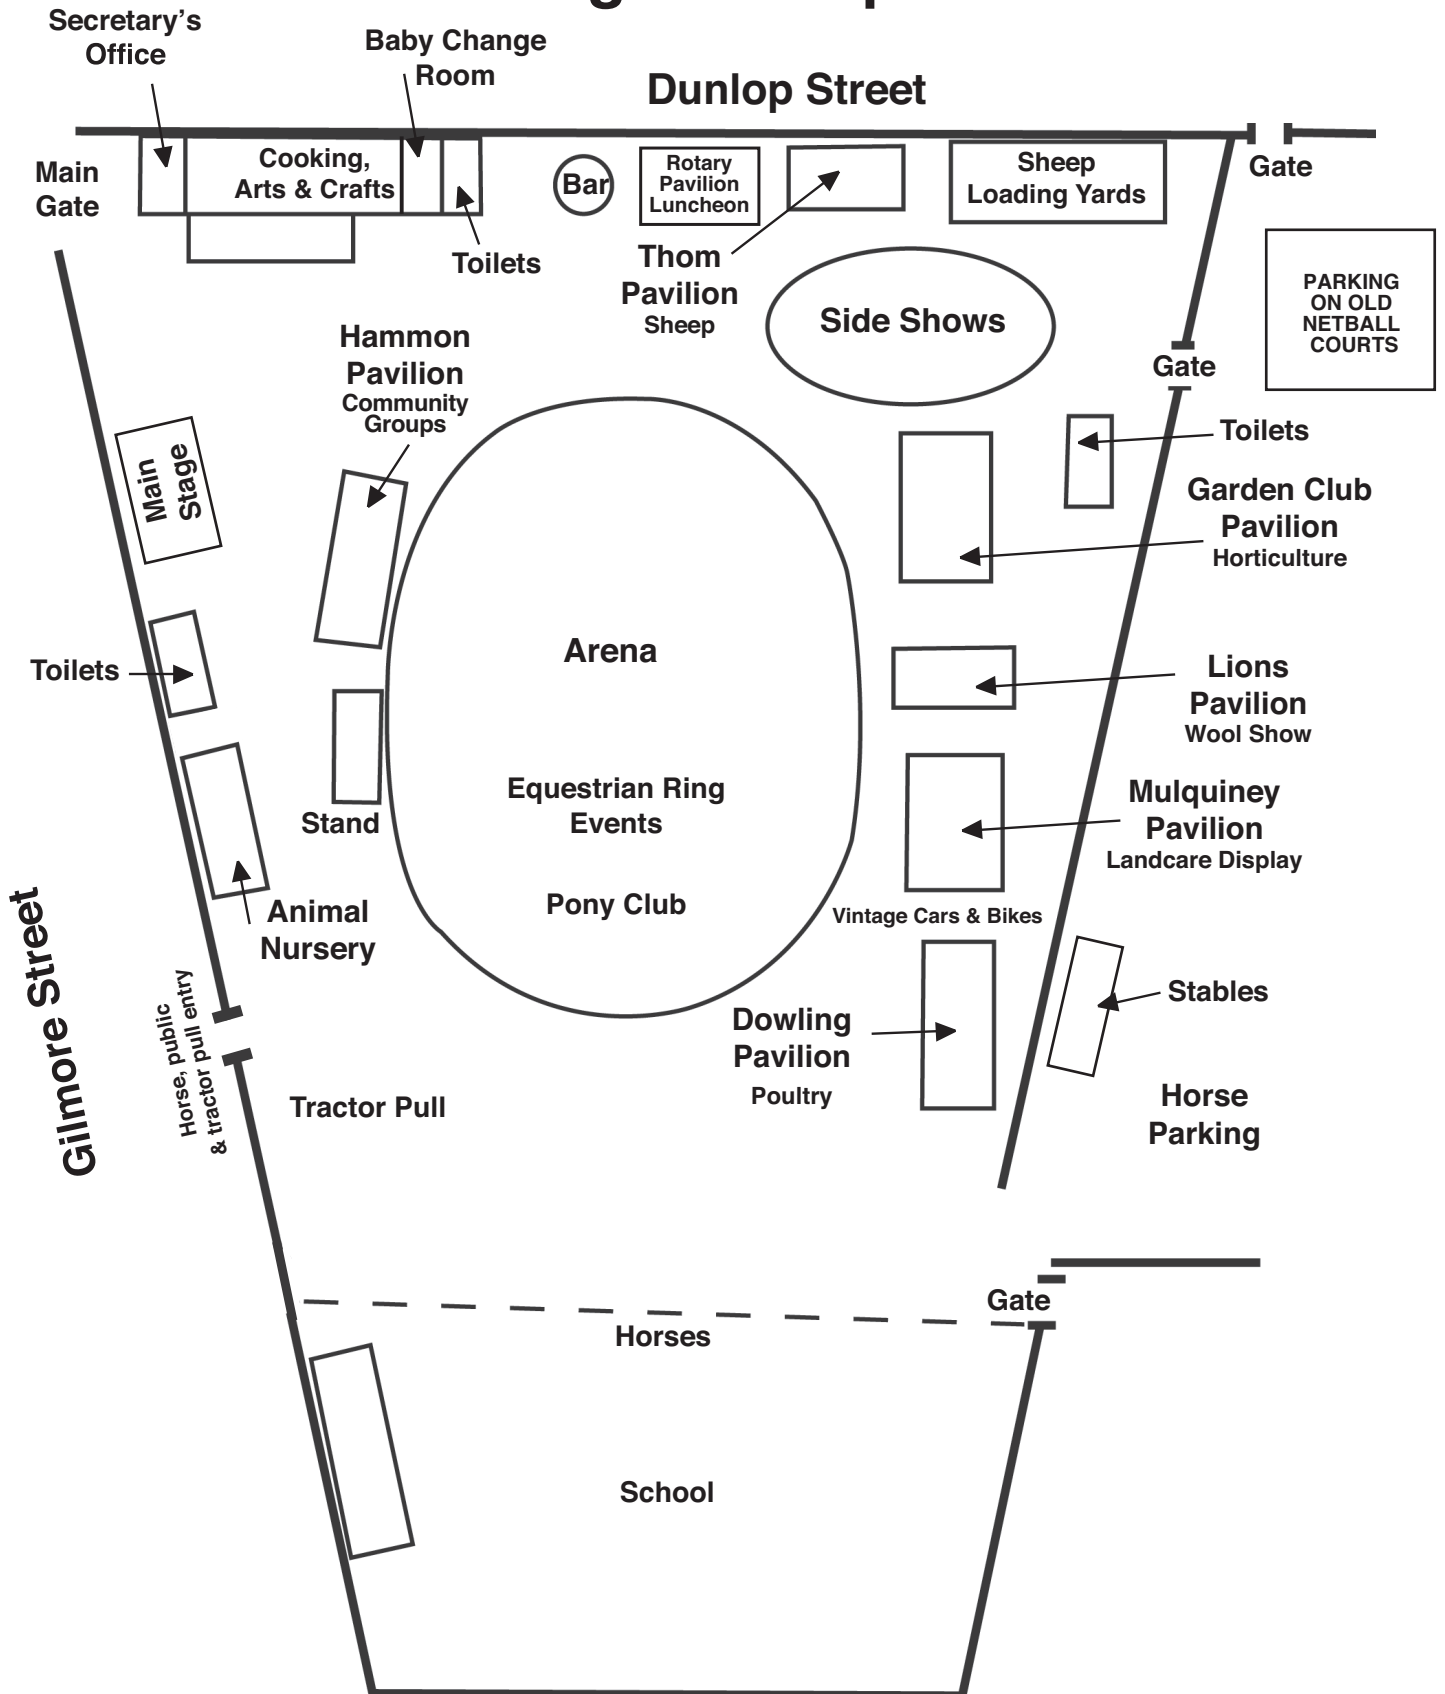 Secretary's
Office
Baby Change
Room
Dunlop Street
Main
Gate
Cooking,
Arts & Crafts
Bar
Rotary
Pavilion
Luncheon
Sheep
Loading Yards
Gate
Toilets
Thom
Pavilion
Sheep
Side Shows
PARKING
ON OLD
NETBALL
COURTS
Hammon
Pavilion
Community
Groups
Gate
Main
Stage
Toilets
Garden Club
Pavilion
Horticulture
Toilets
Arena
Lions
Pavilion
Wool Show
Equestrian Ring
Events
Stand
Mulquiney
Pavilion
Landcare Display
Animal
Nursery
Pony Club
Vintage Cars & Bikes
Gilmore Street
Horse, public
& tractor pull entry
Dowling
Pavilion
Poultry
Stables
Tractor Pull
Horse
Parking
Gate
Horses
School